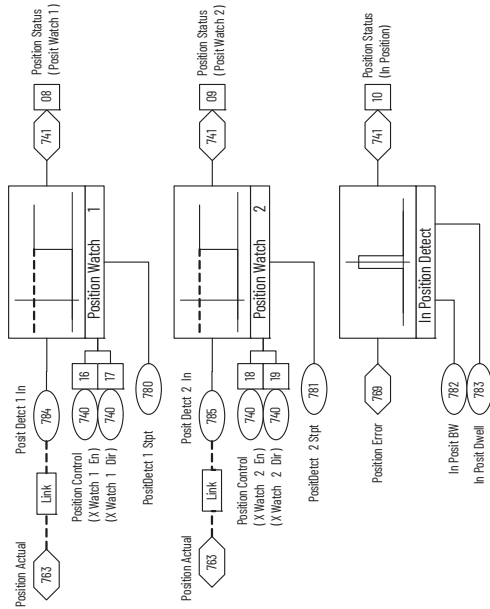 Position Actual
763
Link
Posit Detct 1 In
784
Position Control
(X Watch 1 En)
(X Watch 1 Dir)
740
16
740
17
PositDetct 1 Stpt
780
Position Watch 1
741
08
Position Status
(Posit Watch 1)
Position Actual
763
Link
Posit Detct 2 In
785
Position Control
(X Watch 2 En)
(X Watch 2 Dir)
740
18
740
19
PositDetct 2 Stpt
781
Position Watch 2
741
09
Position Status
(Posit Watch 2)
Position Error
769
In Posit BW
782
In Posit Dwell
783
In Position Detect
741
10
Position Status
(In Position)